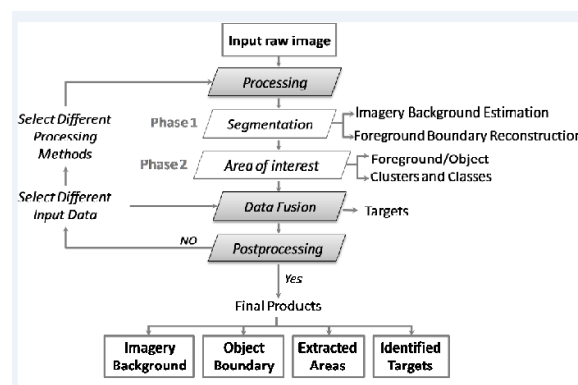 Input raw image
Processing
Phase 1
Segmentation
Imagery Background Estimation
Foreground Boundary Reconstruction
Phase 2
Area of interest
Foreground/Object
Clusters and Classes
Select Different
Processing
Methods
Select Different
Input Data
Data Fusion
Targets
NO
Postprocessing
Yes
Final Products
Imagery
Background
Object
Boundary
Extracted
Areas
Identified
Targets